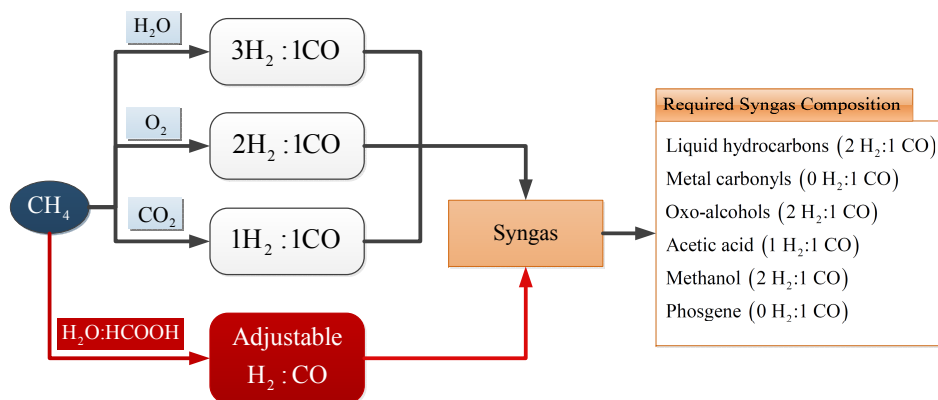 H₂O
3H₂ : 1CO
O₂
2H₂ : 1CO
CH₄
CO₂
1H₂ : 1CO
H₂O:HCOOH
Adjustable
H₂ : CO
Syngas
Required Syngas Composition
Liquid hydrocarbons (2 H₂:1 CO)
Metal carbonyls (0 H₂:1 CO)
Oxo-alcohols (2 H₂:1 CO)
Acetic acid (1 H₂:1 CO)
Methanol (2 H₂:1 CO)
Phosgene (0 H₂:1 CO)